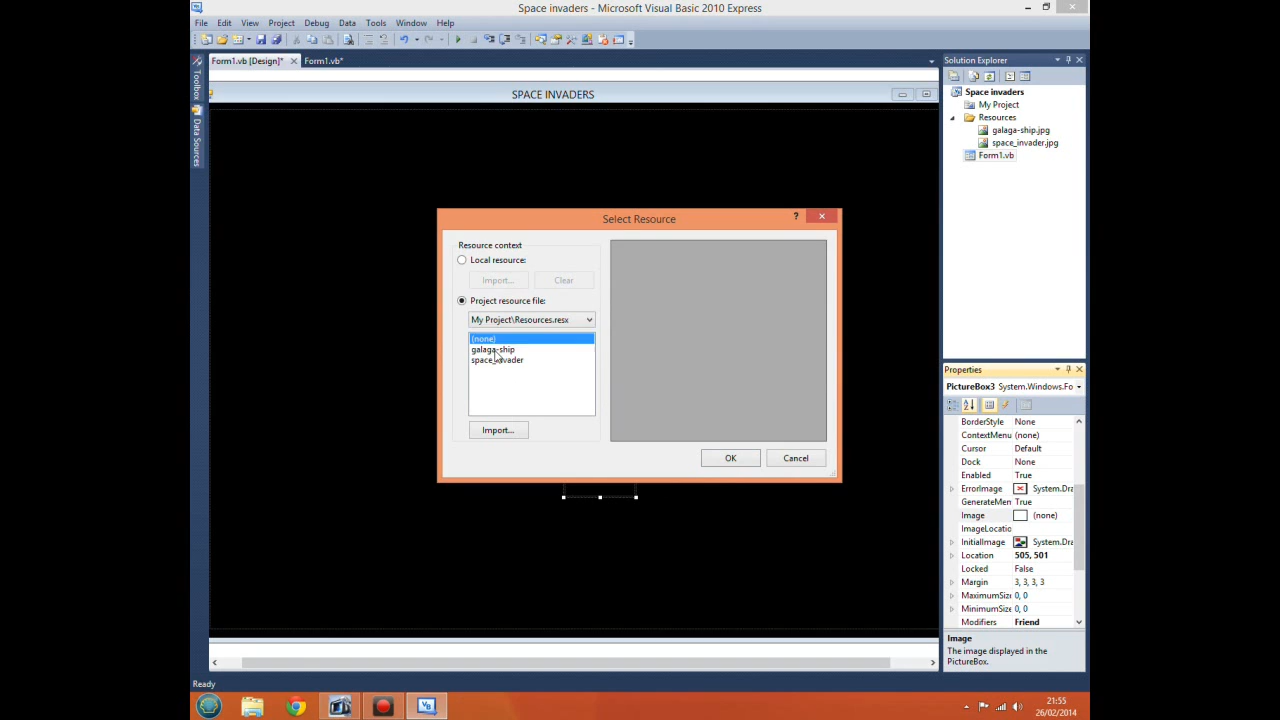 Space invaders - Microsoft Visual Basic 2010 Express
File Edit View Project Debug Data Tools Window Help
Form1.vb [Design]* Form1.vb*
Toolbox
Data Sources
SPACE INVADERS
Select Resource
?
Resource context
Local resource:
Import... Clear
Project resource file:
My Project\Resources.resx
(none)
galaga-ship
space_invader
Import...
OK Cancel
Solution Explorer
Space invaders
My Project
Resources
galaga-ship.jpg
space_invader.jpg
Form1.vb
Properties
PictureBox3 System.Windows.Fo
BorderStyle None
ContextMenu (none)
Cursor Default
Dock None
Enabled True
ErrorImage System.Dra
GenerateMem True
Image (none)
ImageLocatio
InitialImage System.Dra
Location 505, 501
Locked False
Margin 3, 3, 3, 3
MaximumSize 0, 0
MinimumSize 0, 0
Modifiers Friend
Image
The image displayed in the
PictureBox.
Ready
21:55
26/02/2014